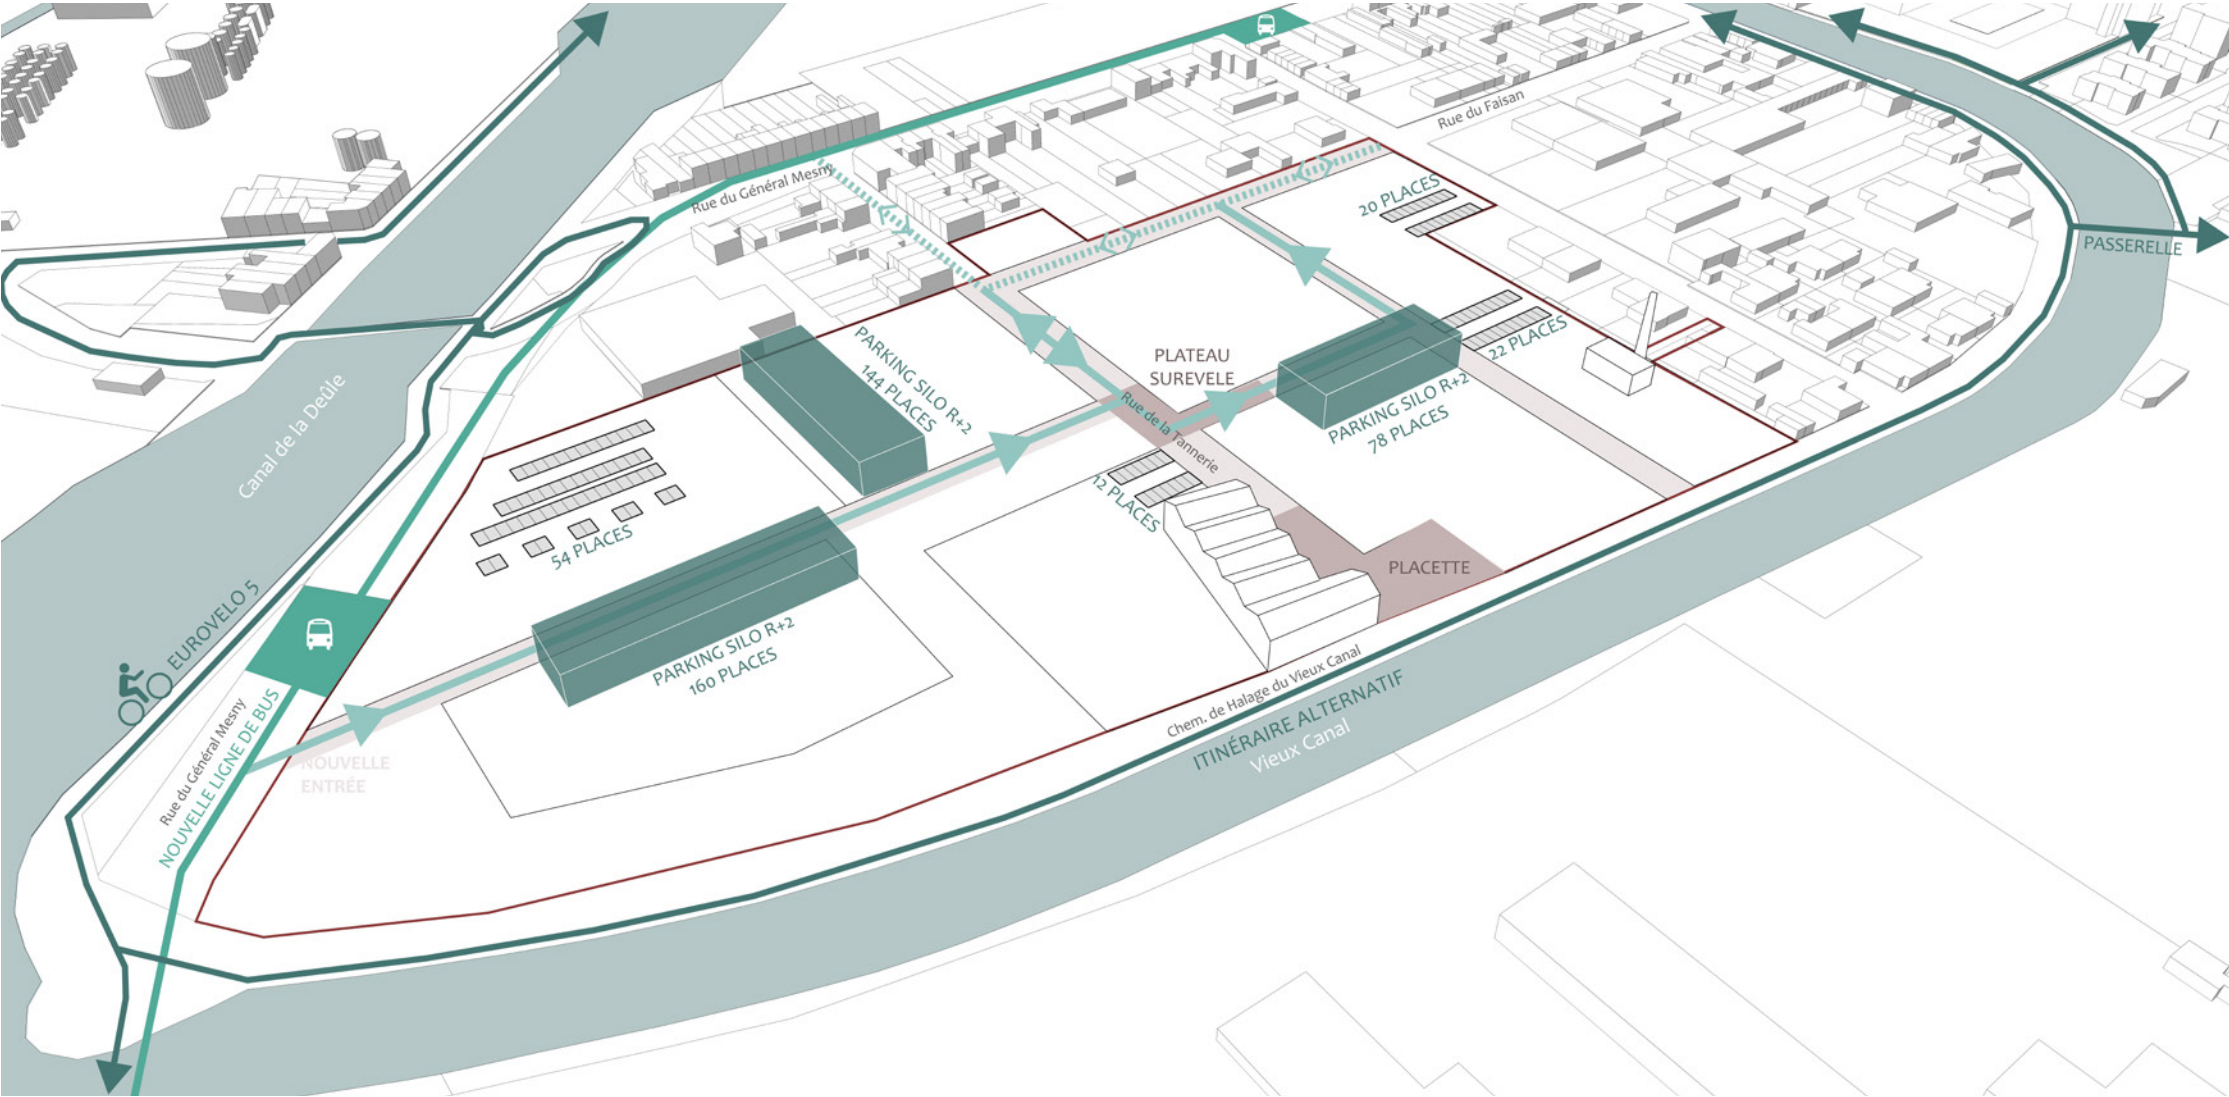 Rue du Faisan
Rue du Général Mesny
20 PLACES
PASSERELLE
22 PLACES
PLATEAU
SUREVELE
PARKING SILO R+2
144 PLACES
PARKING SILO R+2
78 PLACES
Rue de la Tannerie
Canal de la Deûle
12 PLACES
54 PLACES
PLACETTE
EUROVELO 5
PARKING SILO R+2
160 PLACES
Chem. de Halage du Vieux Canal
ITINÉRAIRE ALTERNATIF
Vieux Canal
Rue du Général Mesny
NOUVELLE LIGNE DE BUS
NOUVELLE
ENTRÉE